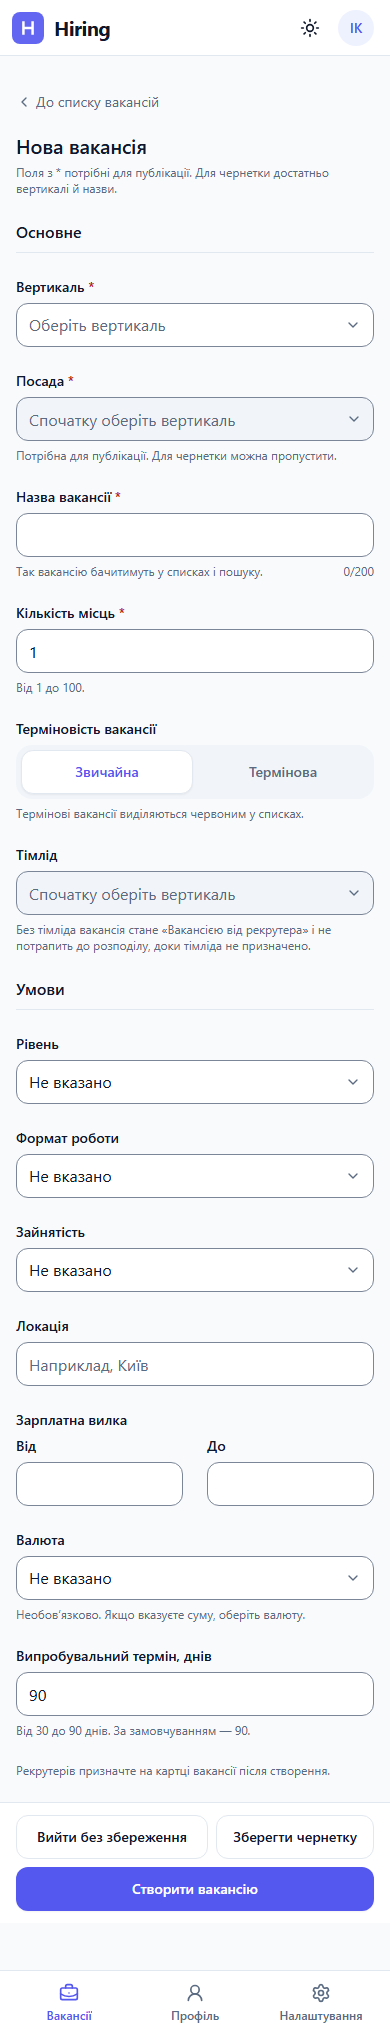 H Hiring ІК
До списку вакансій
Нова вакансія
Поля з * потрібні для публікації. Для чернетки достатньо
вертикалі й назви.
Основне
Вертикаль *
Оберіть вертикаль
Посада *
Спочатку оберіть вертикаль
Потрібна для публікації. Для чернетки можна пропустити.
Назва вакансії *
Так вакансію бачитимуть у списках і пошуку. 0/200
Кількість місць *
1
Від 1 до 100.
Терміновість вакансії
Звичайна Термінова
Термінові вакансії виділяються червоним у списках.
Тімлід
Спочатку оберіть вертикаль
Без тімліда вакансія стане «Вакансією від рекрутера» і не
потрапить до розподілу, доки тімліда не призначено.
Умови
Рівень
Не вказано
Формат роботи
Не вказано
Зайнятість
Не вказано
Локація
Наприклад, Київ
Зарплатна вилка
Від До
Валюта
Не вказано
Необов'язково. Якщо вказуєте суму, оберіть валюту.
Випробувальний термін, днів
90
Від 30 до 90 днів. За замовчуванням — 90.
Рекрутерів призначте на картці вакансії після створення.
Вийти без збереження Зберегти чернетку
Створити вакансію
Вакансії Профіль Налаштування